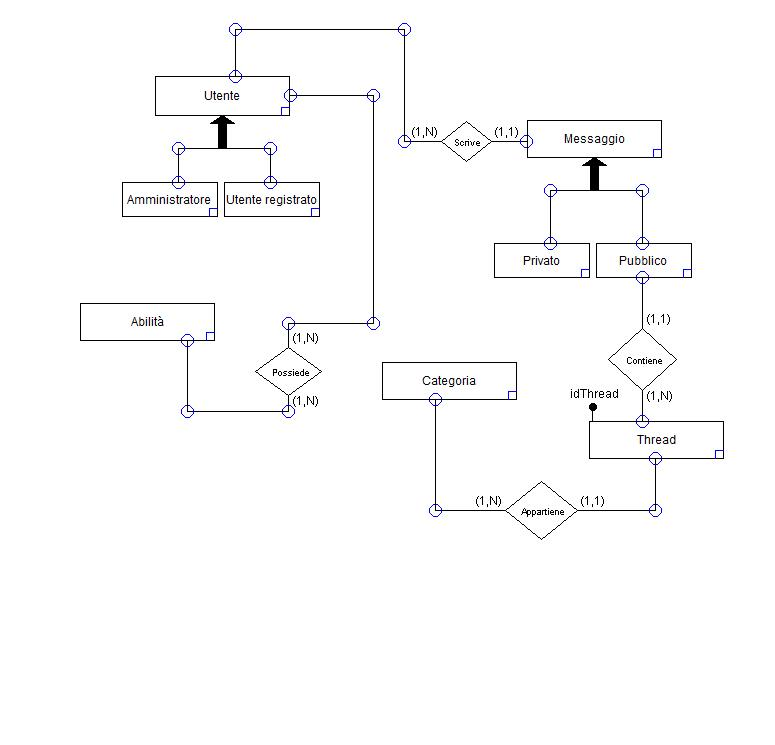 Utente
(1,N)
Scrive
(1,1)
Messaggio
Amministratore
Utente registrato
Privato
Pubblico
Abilità
(1,N)
Possiede
(1,N)
(1,1)
Contiene
(1,N)
Categoria
idThread
Thread
(1,N)
Appartiene
(1,1)